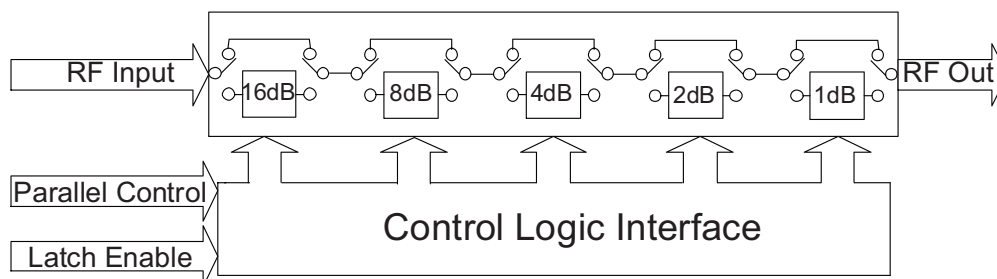 RF Input
16dB
8dB
4dB
2dB
1dB
RF Out
Parallel Control
Control Logic Interface
Latch Enable